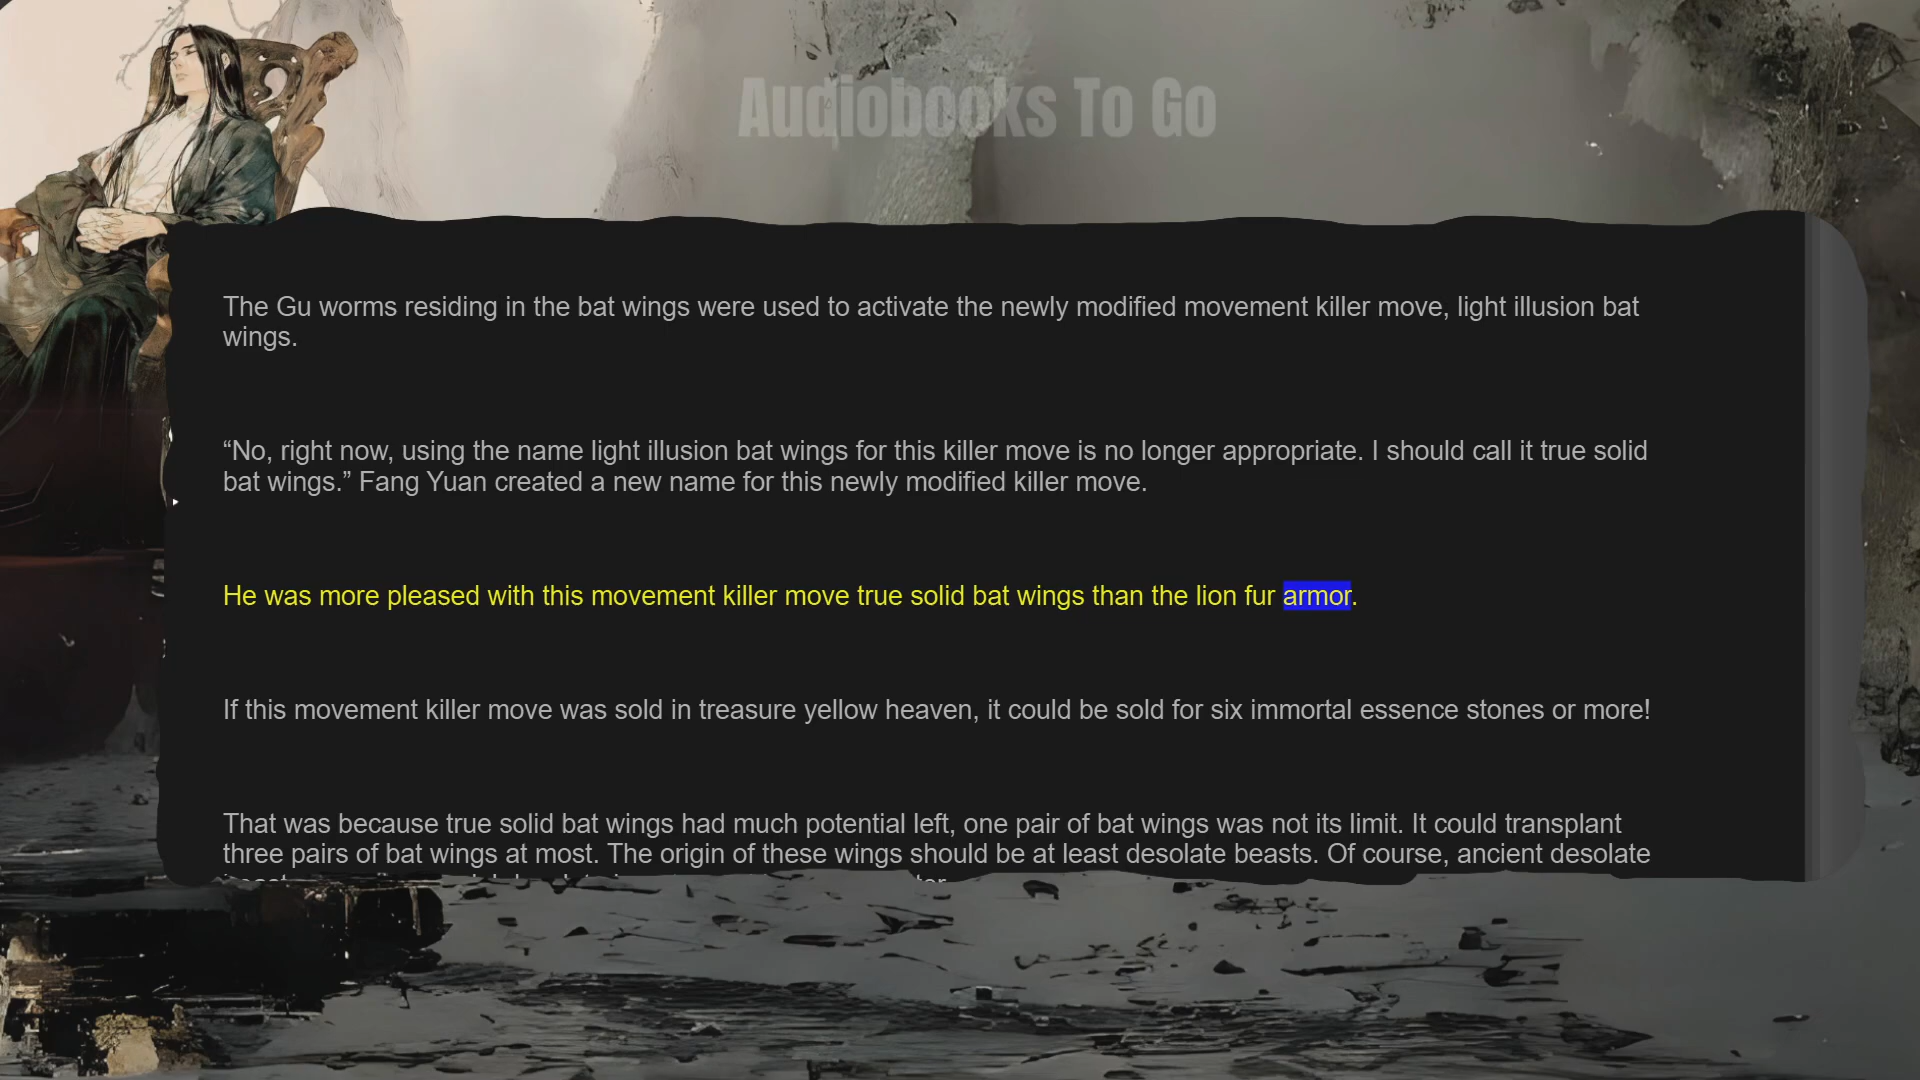 Audiobooks To Go
The Gu worms residing in the bat wings were used to activate the newly modified movement killer move, light illusion bat
wings.
“No, right now, using the name light illusion bat wings for this killer move is no longer appropriate. I should call it true solid
bat wings.” Fang Yuan created a new name for this newly modified killer move.
He was more pleased with this movement killer move true solid bat wings than the lion fur armor.
If this movement killer move was sold in treasure yellow heaven, it could be sold for six immortal essence stones or more!
That was because true solid bat wings had much potential left, one pair of bat wings was not its limit. It could transplant
three pairs of bat wings at most. The origin of these wings should be at least desolate beasts. Of course, ancient desolate